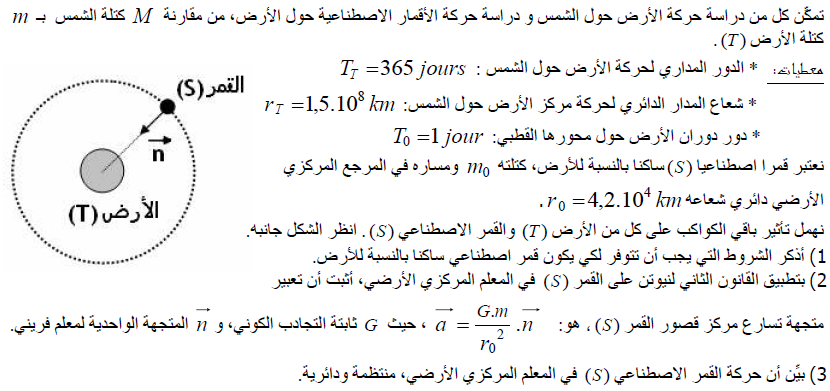 تمكّن كل من دراسة حركة الأرض حول الشمس و دراسة حركة الأقمار الاصطناعية حول الأرض، من مقارنة M كتلة الشمس بـ m
كتلة الأرض (T).
معطيات: * الدور المداري لحركة الأرض حول الشمس : T_T = 365 jours
* شعاع المدار الدائري لحركة مركز الأرض حول الشمس: r_T = 1,5.10^8 km
* دور دوران الأرض حول محورها القطبي: T_0 = 1 jour
نعتبر قمرا اصطناعيا (S) ساكنا بالنسبة للأرض، كتلته m_0 ومساره في المرجع المركزي
الأرضي دائري شعاعه r_0 = 4,2.10^4 km.
نهمل تأثير باقي الكواكب على كل من الأرض (T) والقمر الاصطناعي (S). انظر الشكل جانبه.
1) أذكر الشروط التي يجب أن تتوفر لكي يكون قمر اصطناعي ساكنا بالنسبة للأرض.
2) بتطبيق القانون الثاني لنيوتن على القمر (S) في المعلم المركزي الأرضي، أثبت أن تعبير
متجهة تسارع مركز قصور القمر (S)، هو: \vec{a} = \frac{G.m}{r_0^2}.\vec{n} ، حيث G ثابتة التجادب الكوني، و \vec{n} المتجهة الواحدية لمعلم فريني.
3) بيّن أن حركة القمر الاصطناعي (S) في المعلم المركزي الأرضي، منتظمة ودائرية.
القمر(S)
n
الأرض(T)